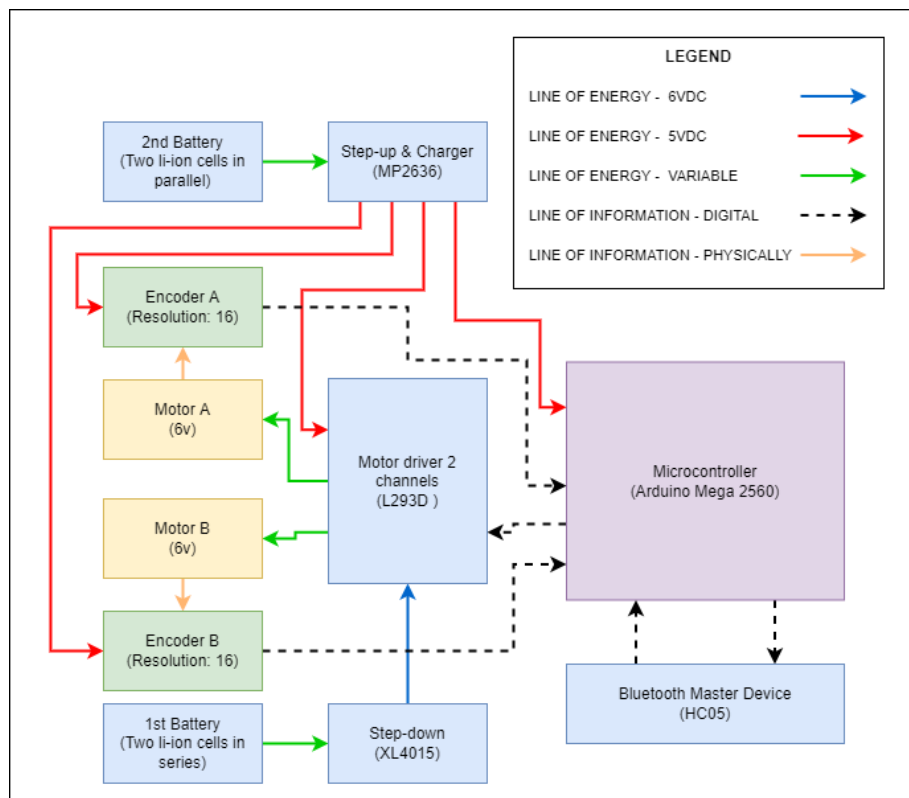 LEGEND
LINE OF ENERGY - 6VDC
LINE OF ENERGY - 5VDC
LINE OF ENERGY - VARIABLE
LINE OF INFORMATION - DIGITAL
LINE OF INFORMATION - PHYSICALLY
2nd Battery
(Two li-ion cells in
parallel)
Step-up & Charger
(MP2636)
Encoder A
(Resolution: 16)
Motor A
(6v)
Motor driver 2
channels
(L293D )
Microcontroller
(Arduino Mega 2560)
Motor B
(6v)
Encoder B
(Resolution: 16)
Bluetooth Master Device
(HC05)
1st Battery
(Two li-ion cells in
series)
Step-down
(XL4015)